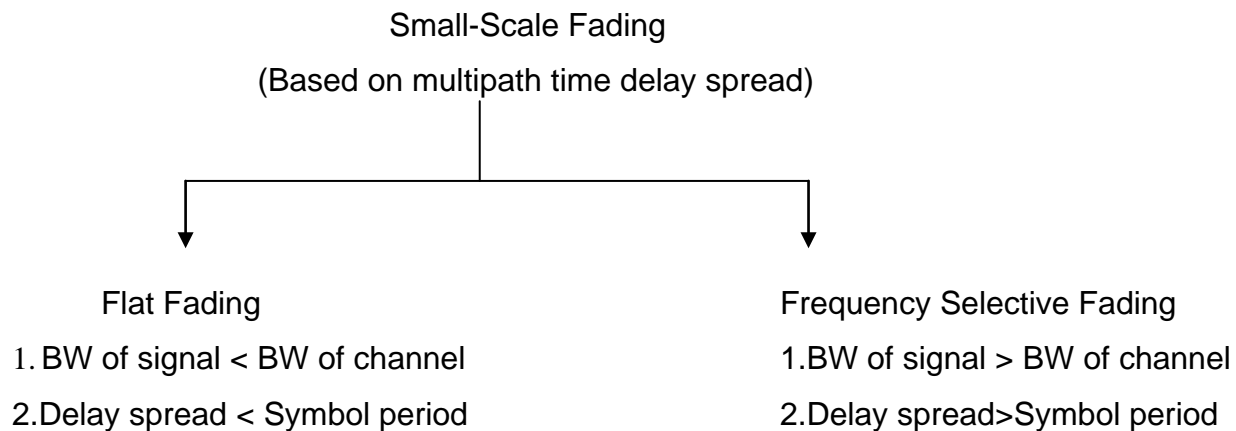 Small-Scale Fading
(Based on multipath time delay spread)
Flat Fading
1. BW of signal < BW of channel
2.Delay spread < Symbol period
Frequency Selective Fading
1.BW of signal > BW of channel
2.Delay spread>Symbol period